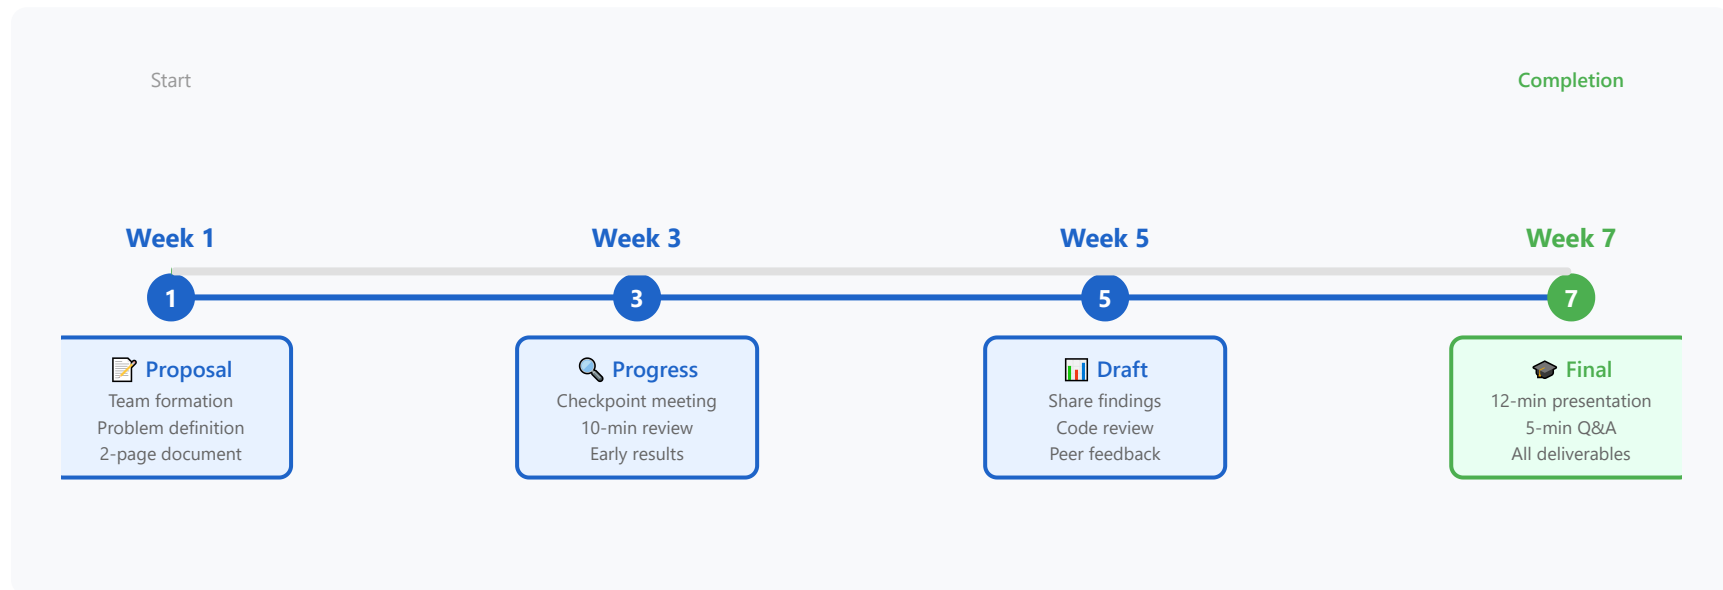 Start
Completion
Week 1
Week 3
Week 5
Week 7
1
3
5
7
📝 Proposal
Team formation
Problem definition
2-page document
🔍 Progress
Checkpoint meeting
10-min review
Early results
📊 Draft
Share findings
Code review
Peer feedback
🎓 Final
12-min presentation
5-min Q&A
All deliverables